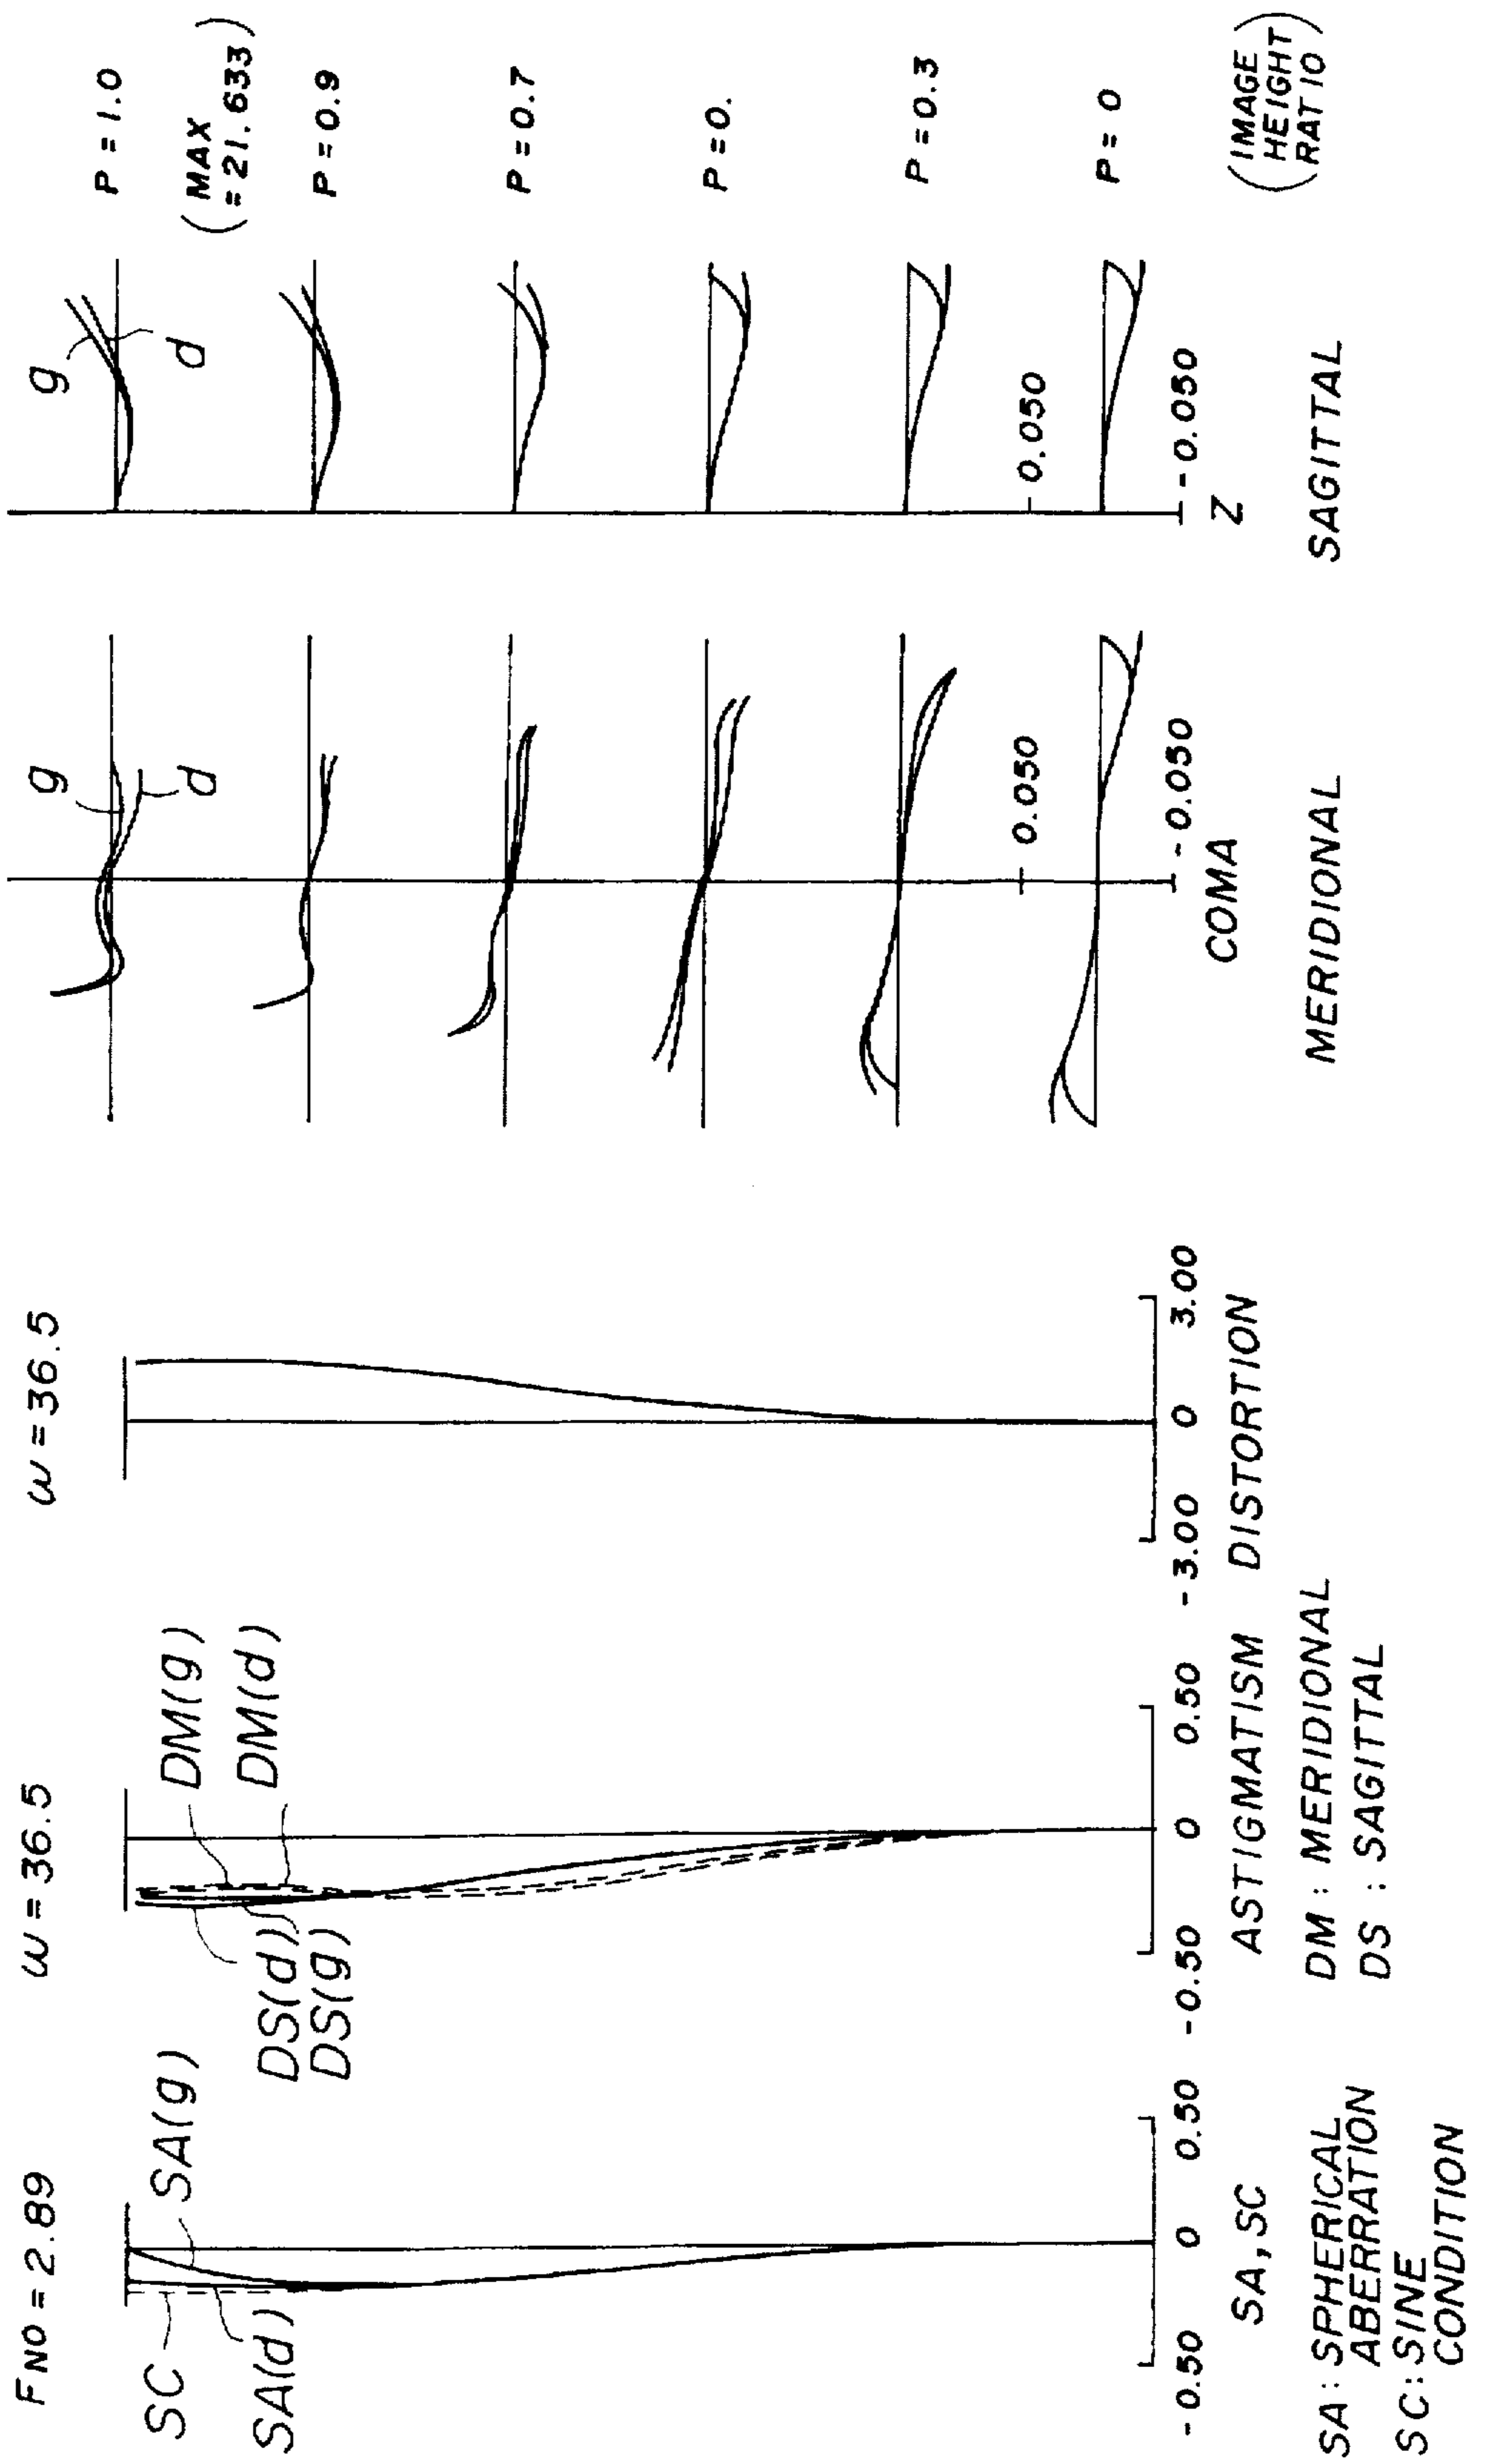 FNO = 2.89
SC
SA(g)
SA(d)
-0.50 0 0.50
SA, SC
SA : SPHERICAL
ABERRATION
SC : SINE
CONDITION
ω = 36.5
DM(g)
DM(d)
DS(d)
DS(g)
-0.50 0 0.50
ASTIGMATISM
DM : MERIDIONAL
DS : SAGITTAL
ω = 36.5
-3.00 0 3.00
DISTORTION
g
d
0.050
-0.050
COMA
MERIDIONAL
g
d
0.050
-0.050
Z
SAGITTAL
P = 1.0
(MAX
= 21.633)
P = 0.9
P = 0.7
P = 0.
P = 0.3
P = 0
(IMAGE
HEIGHT
RATIO)